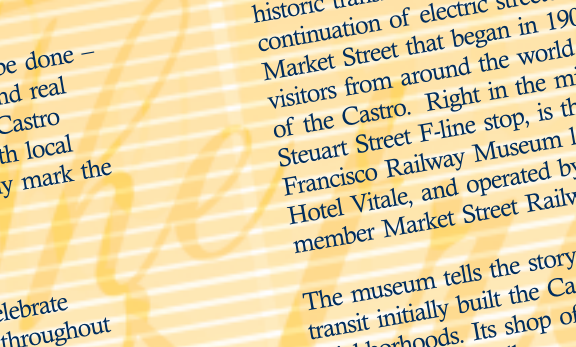 be done –
nd real
Castro
th local
y mark the
elebrate
throughout
historic
continuation of electric
Market Street that began in 190
visitors from around the world
of the Castro. Right in the mi
Steuart Street F-line stop, is th
Francisco Railway Museum l
Hotel Vitale, and operated by
member Market Street Railw
The museum tells the story
transit initially built the Ca
Its shop of